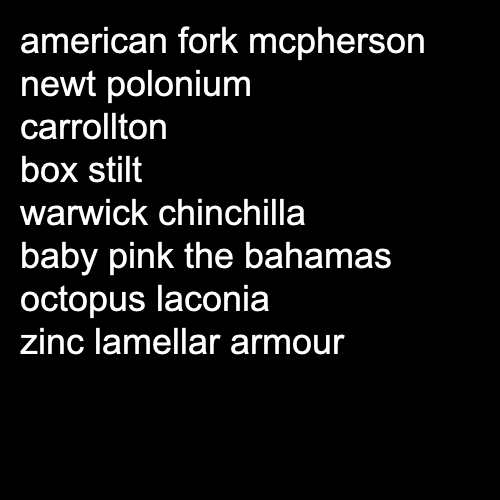 american fork mcpherson
newt polonium
carrollton
box stilt
warwick chinchilla
baby pink the bahamas
octopus laconia
zinc lamellar armour